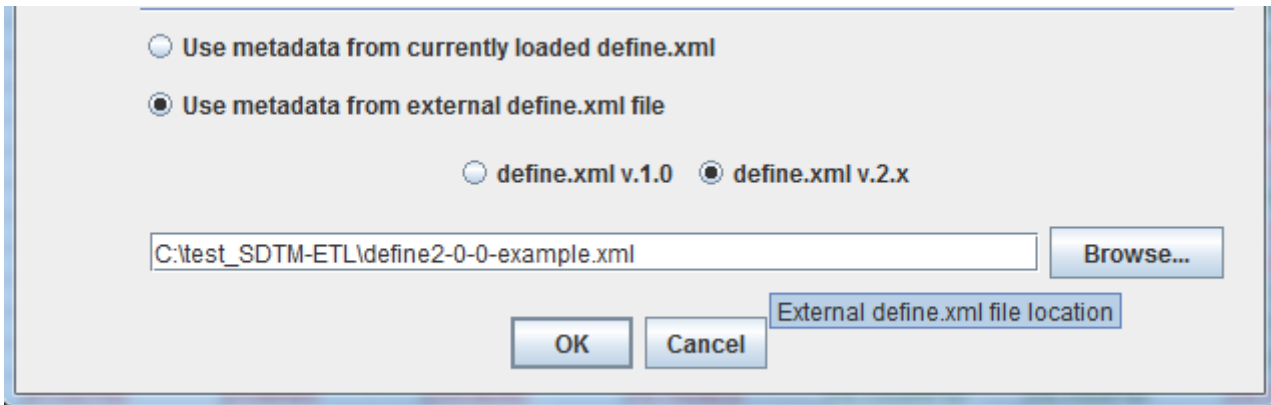 Use metadata from currently loaded define.xml
Use metadata from external define.xml file
define.xml v.1.0 define.xml v.2.x
C:\test_SDTM-ETL\define2-0-0-example.xml Browse...
External define.xml file location
OK Cancel